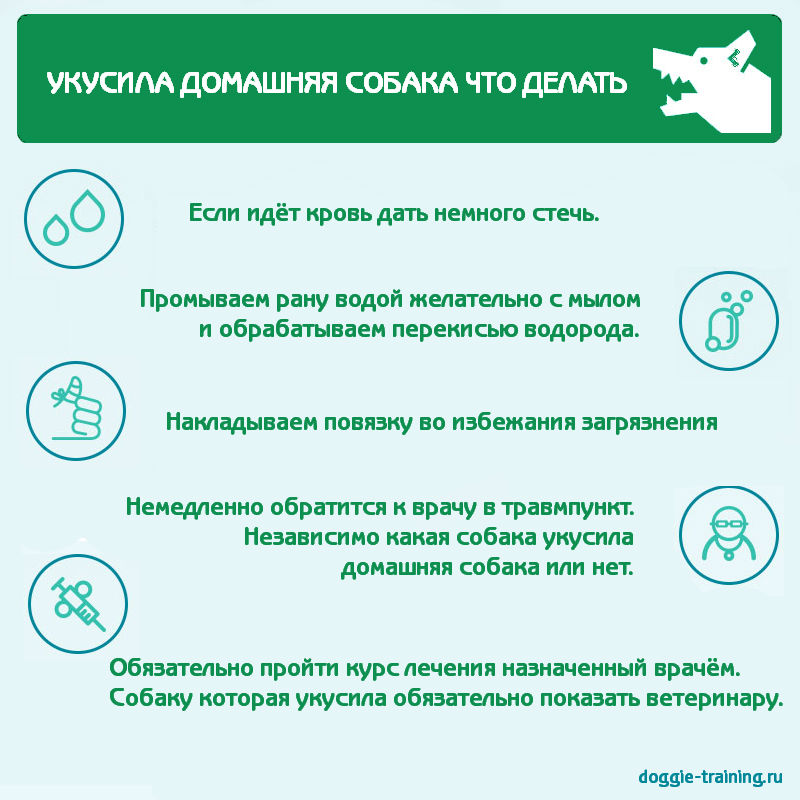 УКУСИЛА ДОМАШНЯЯ СОБАКА ЧТО ДЕЛАТЬ
Если идёт кровь дать немного стечь.
Промываем рану водой желательно с мылом
и обрабатываем перекисью водорода.
Накладываем повязку во избежания загрязнения
Немедленно обратится к врачу в травмпункт.
Независимо какая собака укусила
домашняя собака или нет.
Обязательно пройти курс лечения назначенный врачём.
Собаку которая укусила обязательно показать ветеринару.
doggie-training.ru